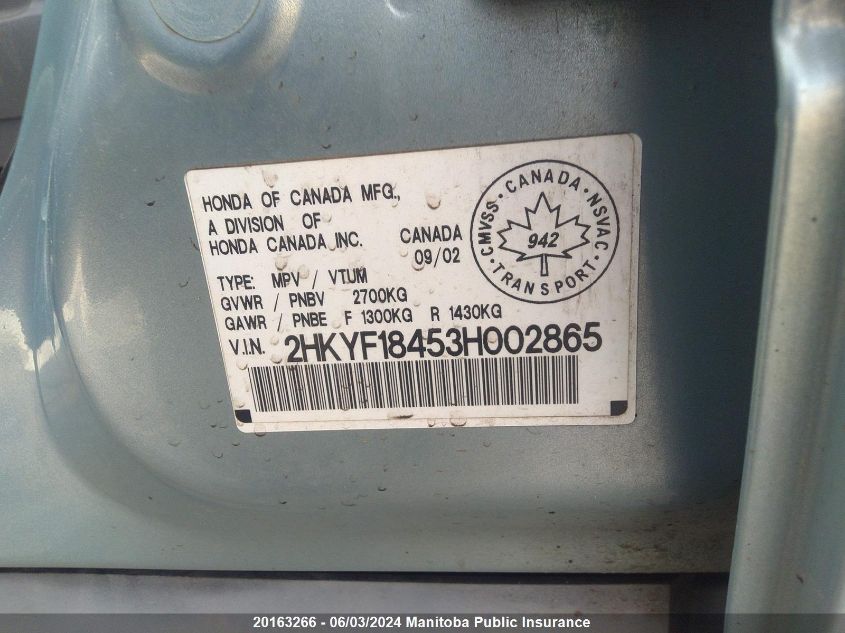 HONDA OF CANADA MFG.,
A DIVISION OF
HONDA CANADA INC.
CANADA
09/02
TYPE: MPV / VTUM
GVWR / PNBV 2700KG
GAWR / PNBE F 1300KG R 1430KG
V.I.N. 2HKYF18453H002865
CMVSS · CANADA · NSVAC
· TRANSPORT ·
942
20163266 - 06/03/2024 Manitoba Public Insurance